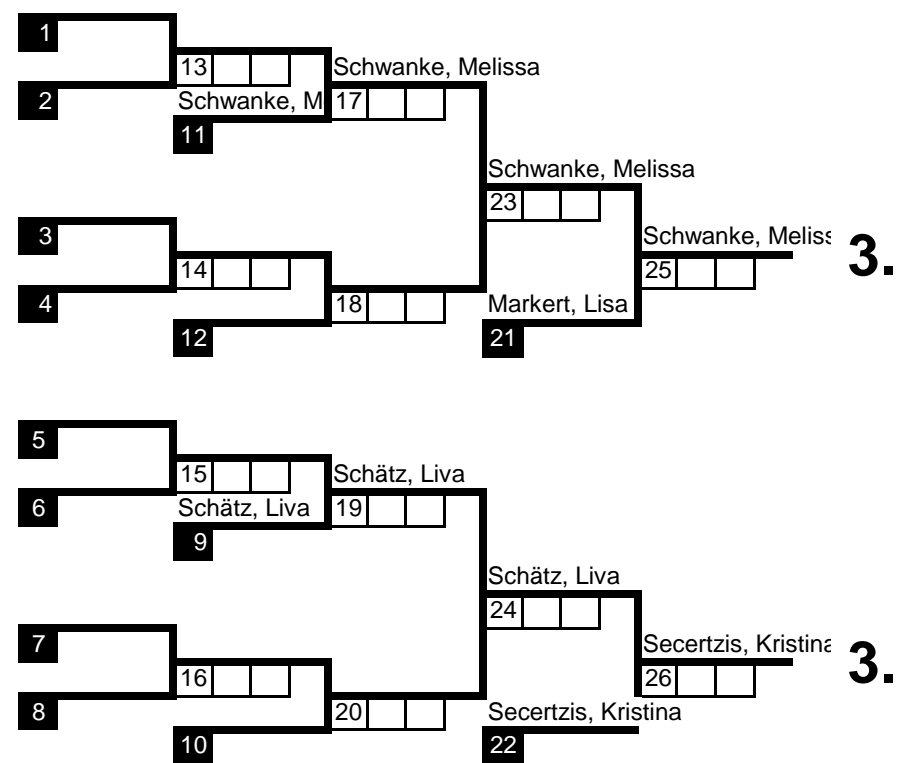 1
13 Schwanke, Melissa
2 Schwanke, M 17
11
Schwanke, Melissa
23
3 Schwanke, Meliss 3.
14 25
4 18 Markert, Lisa
12 21
5
15 Schätz, Liva
6 Schätz, Liva 19
9
Schätz, Liva
24
7 Secertzis, Kristina 3.
16 26
8 20 Secertzis, Kristina
10 22